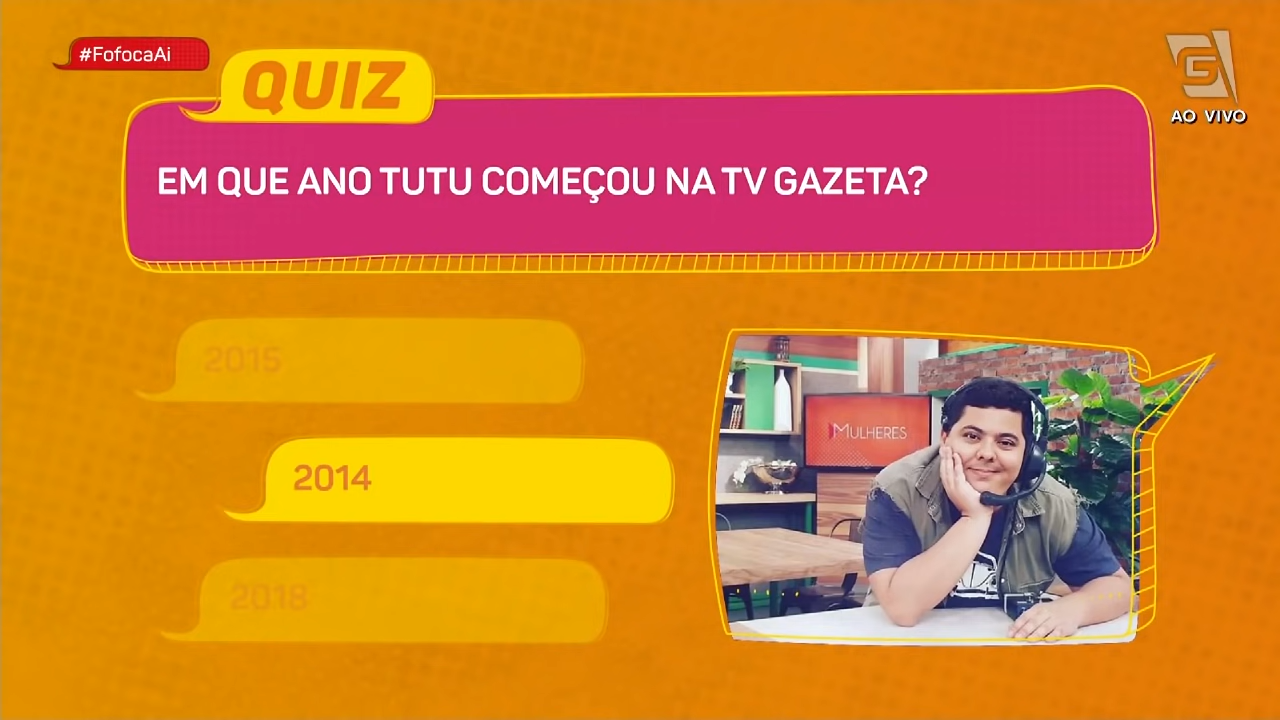 #FofocaAi
QUIZ
AO VIVO
EM QUE ANO TUTU COMEÇOU NA TV GAZETA?
2015
2014
2018
MULHERES